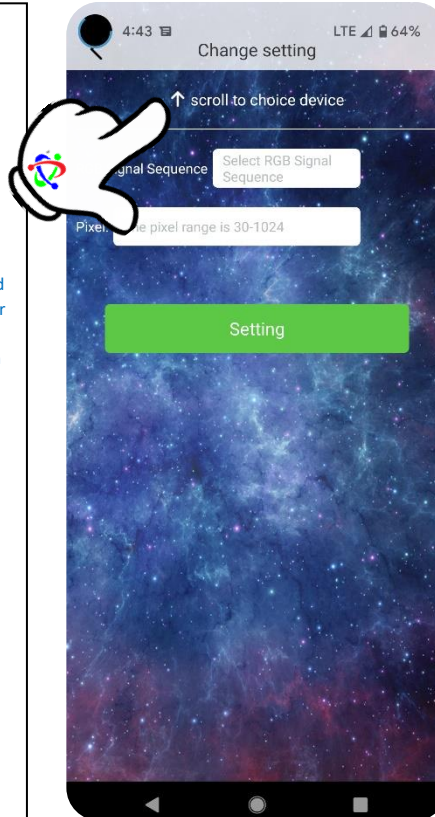 4:43 LTE 64%
Change setting
↑ scroll to choice device
Sequence Select RGB Signal
Sequence
Pixel pixel range is 30-1024
Setting